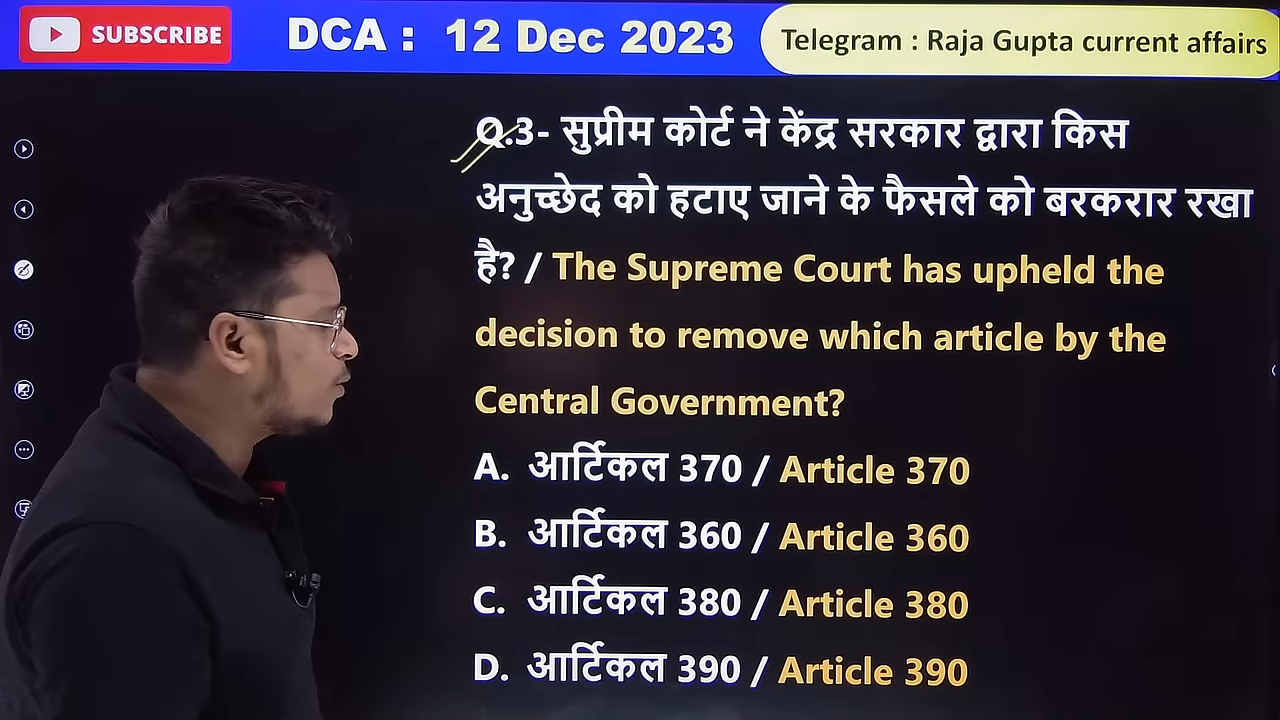 SUBSCRIBE
DCA : 12 Dec 2023
Telegram : Raja Gupta current affairs
Q.3- सुप्रीम कोर्ट ने केंद्र सरकार द्वारा किस
अनुच्छेद को हटाए जाने के फैसले को बरकरार रखा
है? / The Supreme Court has upheld the
decision to remove which article by the
Central Government?
A. आर्टिकल 370 / Article 370
B. आर्टिकल 360 / Article 360
C. आर्टिकल 380 / Article 380
D. आर्टिकल 390 / Article 390